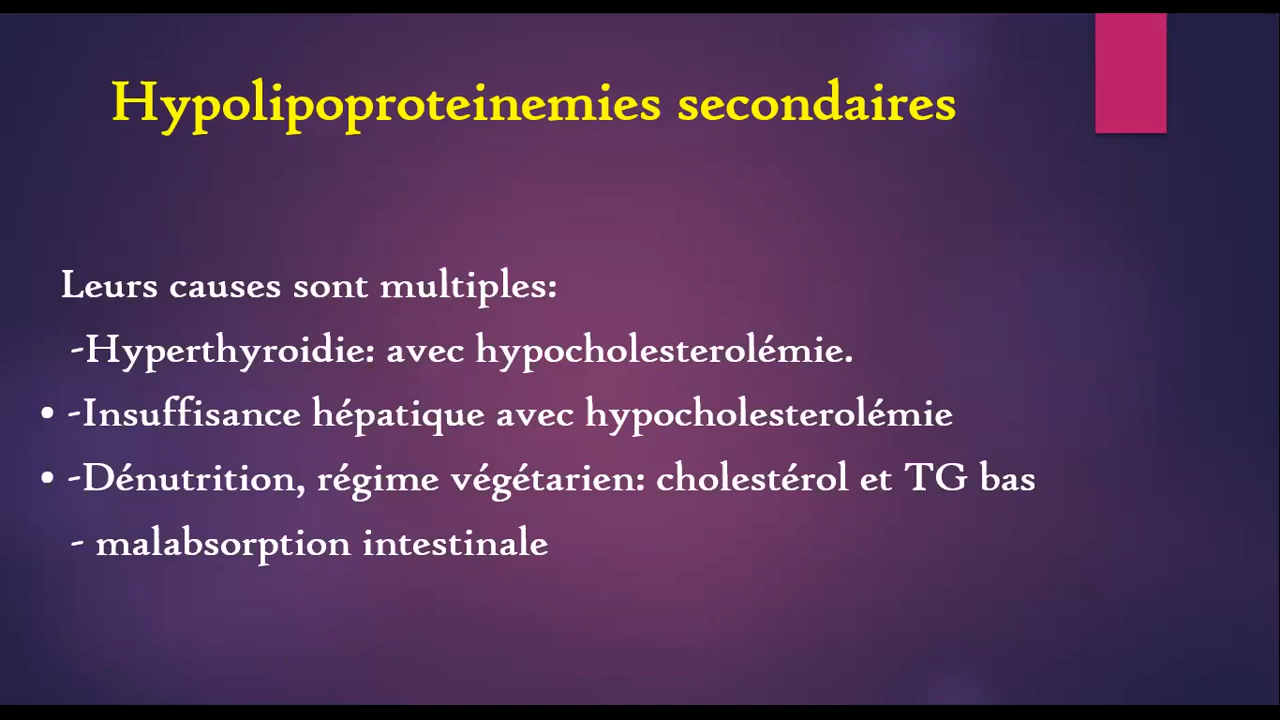 Hypolipoproteinemies secondaires
Leurs causes sont multiples:
-Hyperthyroidie: avec hypocholesterolémie.
• -Insuffisance hépatique avec hypocholesterolémie
• -Dénutrition, régime végétarien: cholestérol et TG bas
- malabsorption intestinale